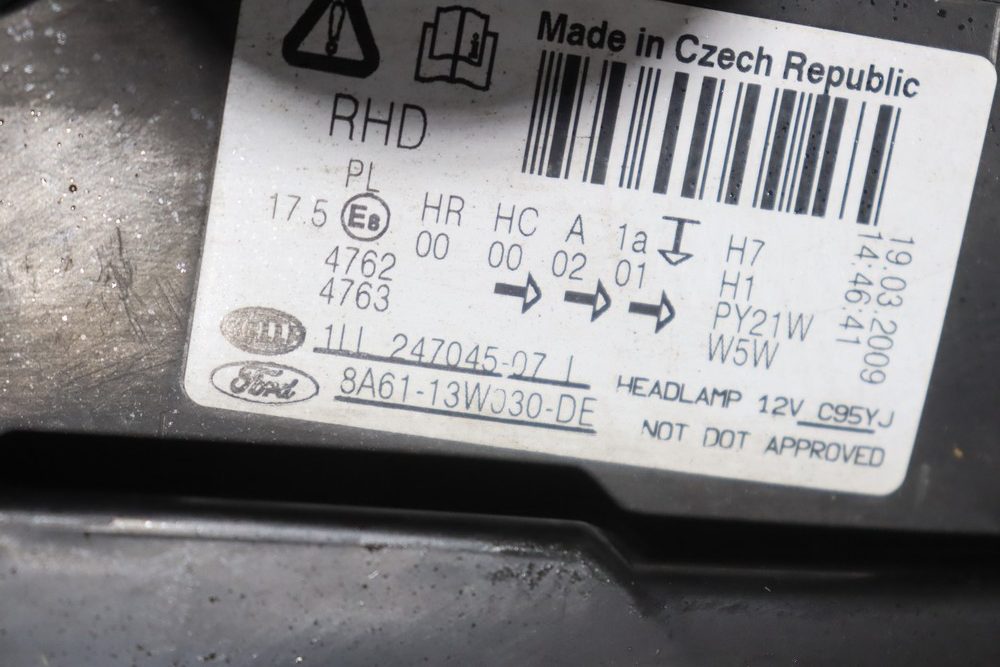 Made in Czech Republic
RHD
PL
17.5 E8
HR HC A 1a
00 00 02 01
4762
4763
H7
H1
PY21W
W5W
19.03.2009
14:46:41
1LL 247045-07 L
Ford
8A61-13W030-DE
HEADLAMP 12V C95YJ
NOT DOT APPROVED